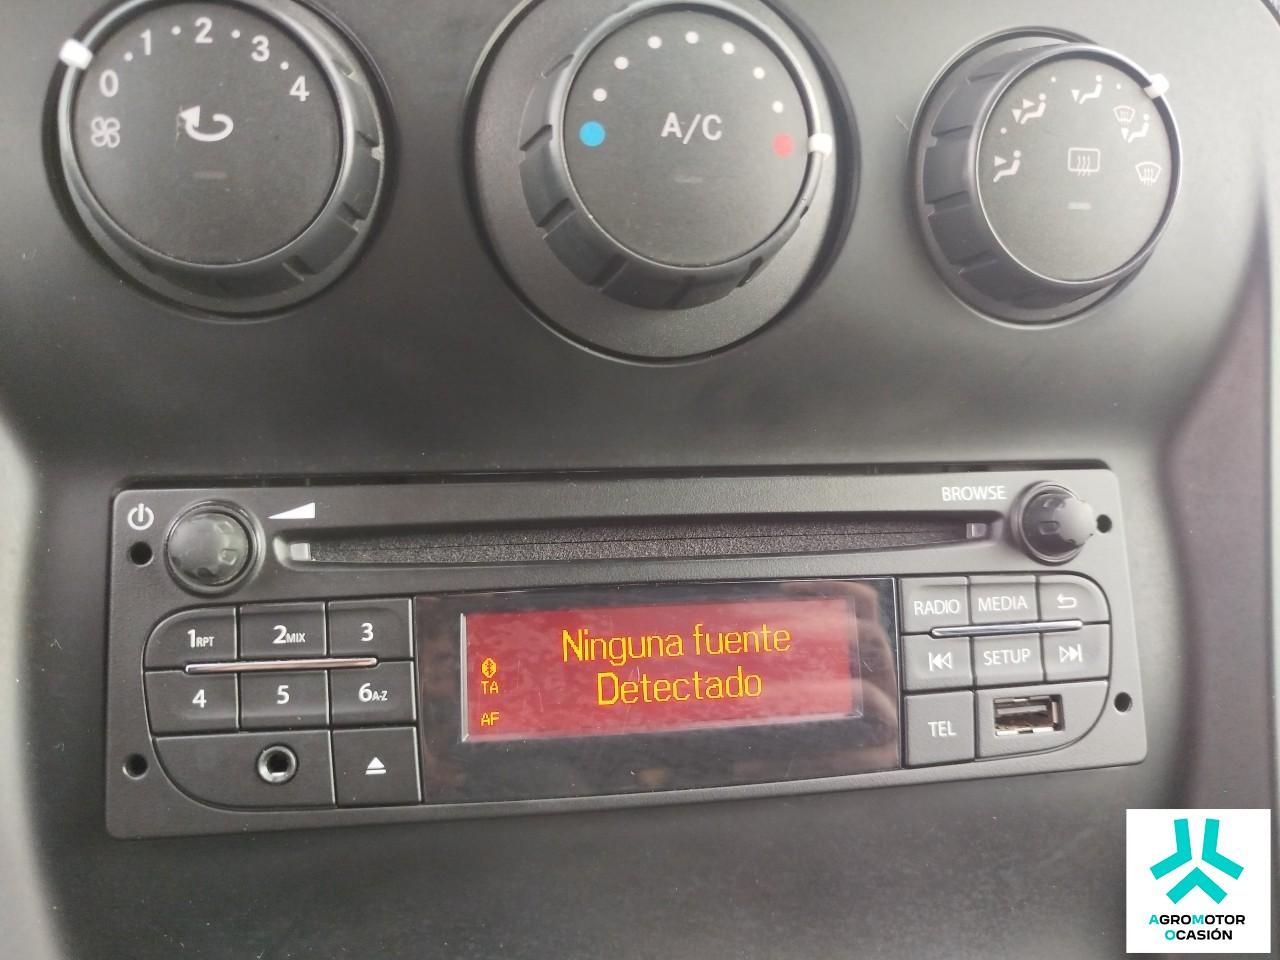 0 1 2 3 4
A/C
BROWSE
1RPT 2MIX 3
4 5 6A-Z
Ninguna fuente
Detectado
TA
AF
RADIO MEDIA
SETUP
TEL
AGROMOTOR
OCASIÓN